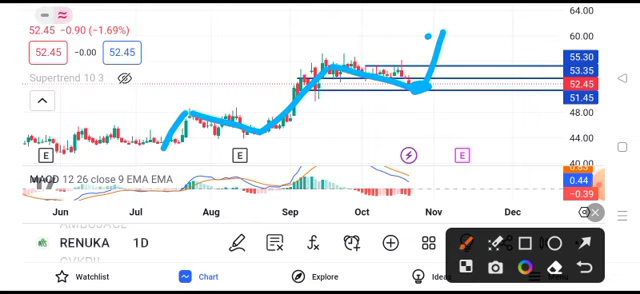 64.00
52.45 −0.90 (−1.69%)
60.00
52.45 −0.00 52.45
55.30
Supertrend 10 3
53.35
52.45
51.45
48.00
44.00
E E E
40.00
MACD 12 26 close 9 EMA EMA
0.44
−0.39
Jun Jul Aug Sep Oct Nov Dec
RENUKA 1D
Watchlist Chart Explore Ideas Menu